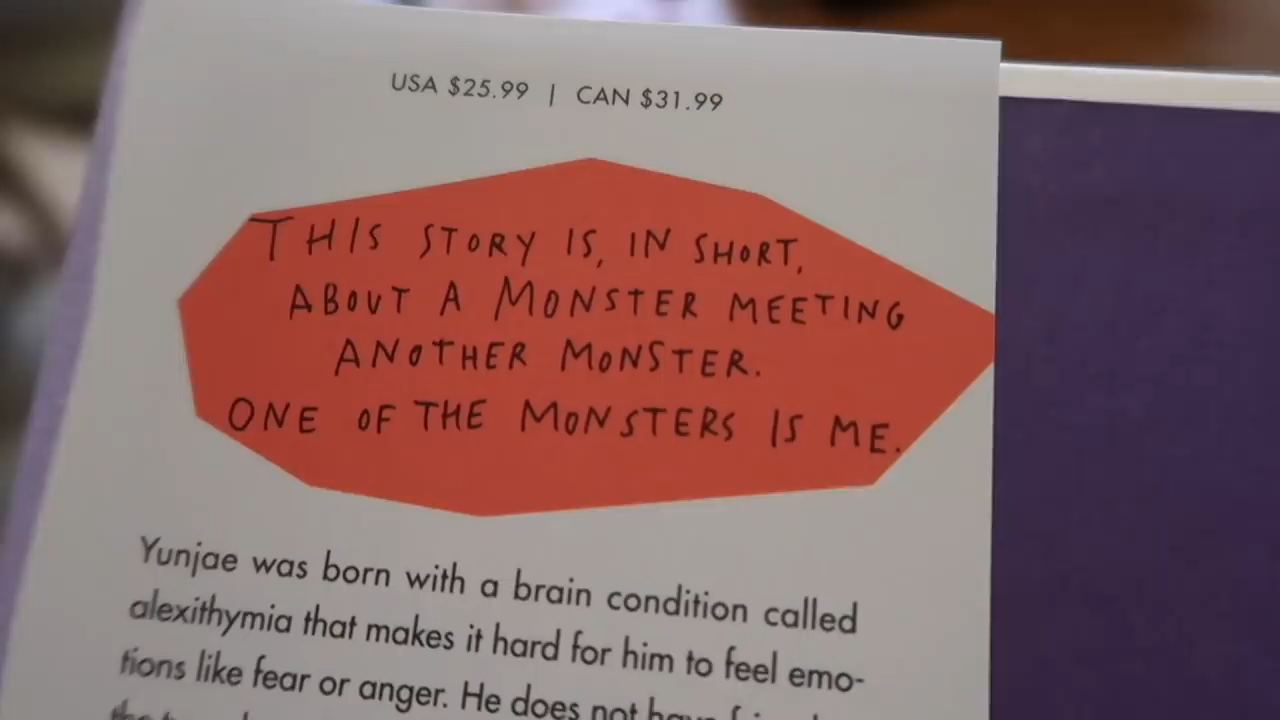 USA $25.99 | CAN $31.99
THIS STORY IS, IN SHORT,
ABOUT A MONSTER MEETING
ANOTHER MONSTER.
ONE OF THE MONSTERS IS ME.
Yunjae was born with a brain condition called
alexithymia that makes it hard for him to feel emo-
tions like fear or anger. He does not have